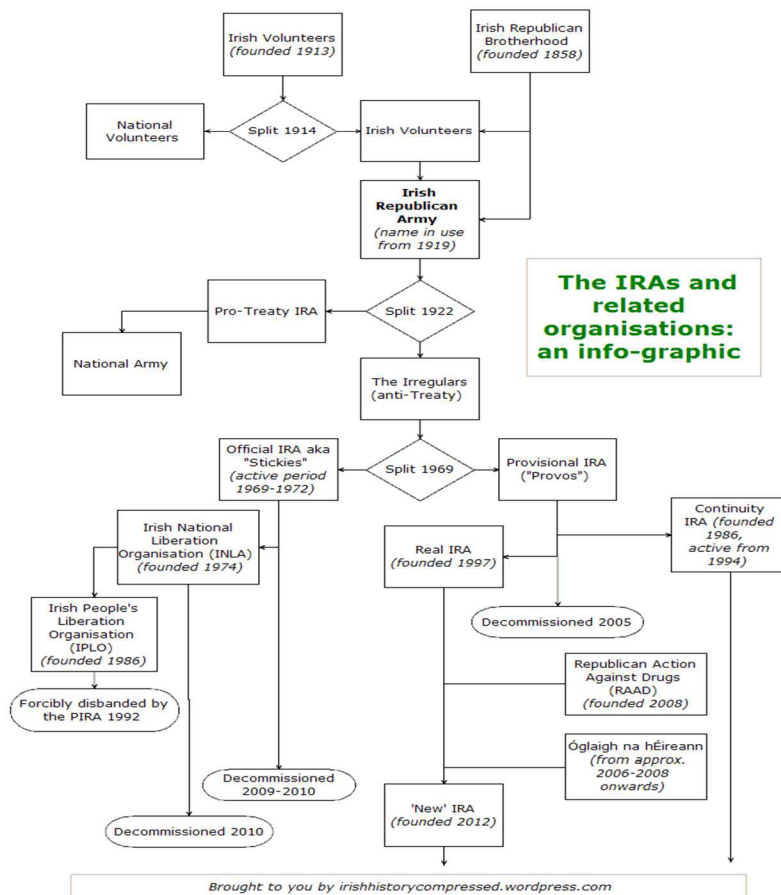 Irish Volunteers
(founded 1913)
Irish Republican
Brotherhood
(founded 1858)
National
Volunteers
Split 1914
Irish Volunteers
Irish
Republican
Army
(name in use
from 1919)
The IRAs and
related
organisations:
an info-graphic
Pro-Treaty IRA
Split 1922
National Army
The Irregulars
(anti-Treaty)
Official IRA aka
"Stickies"
(active period
1969-1972)
Split 1969
Provisional IRA
("Provos")
Continuity
IRA (founded
1986,
active from
1994)
Irish National
Liberation
Organisation (INLA)
(founded 1974)
Real IRA
(founded 1997)
Irish People's
Liberation
Organisation
(IPLO)
(founded 1986)
Decommissioned 2005
Forcibly disbanded by
the PIRA 1992
Republican Action
Against Drugs
(RAAD)
(founded 2008)
Óglaigh na hÉireann
(from approx.
2006-2008
onwards)
Decommissioned
2009-2010
'New' IRA
(founded 2012)
Decommissioned 2010
Brought to you by irishhistorycompressed.wordpress.com